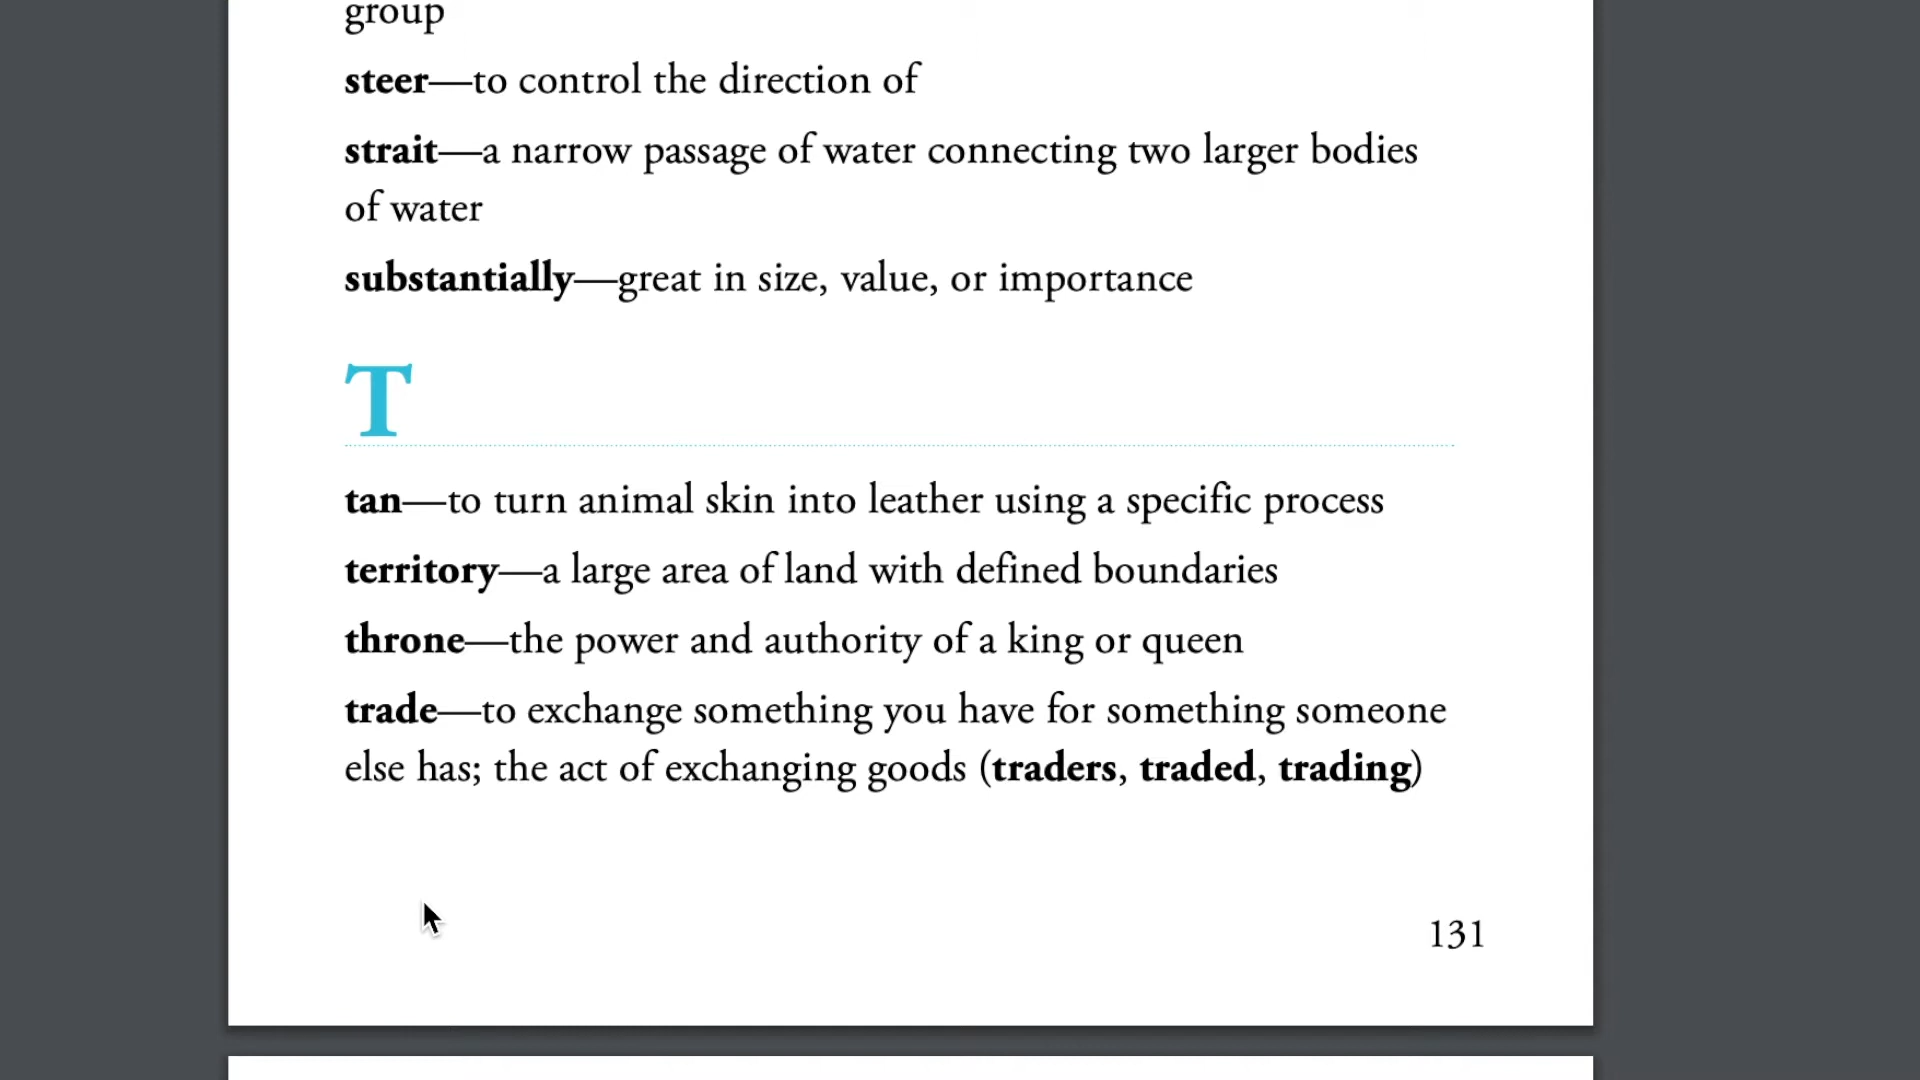 group
steer—to control the direction of
strait—a narrow passage of water connecting two larger bodies
of water
substantially—great in size, value, or importance
T
tan—to turn animal skin into leather using a specific process
territory—a large area of land with defined boundaries
throne—the power and authority of a king or queen
trade—to exchange something you have for something someone
else has; the act of exchanging goods (traders, traded, trading)
131